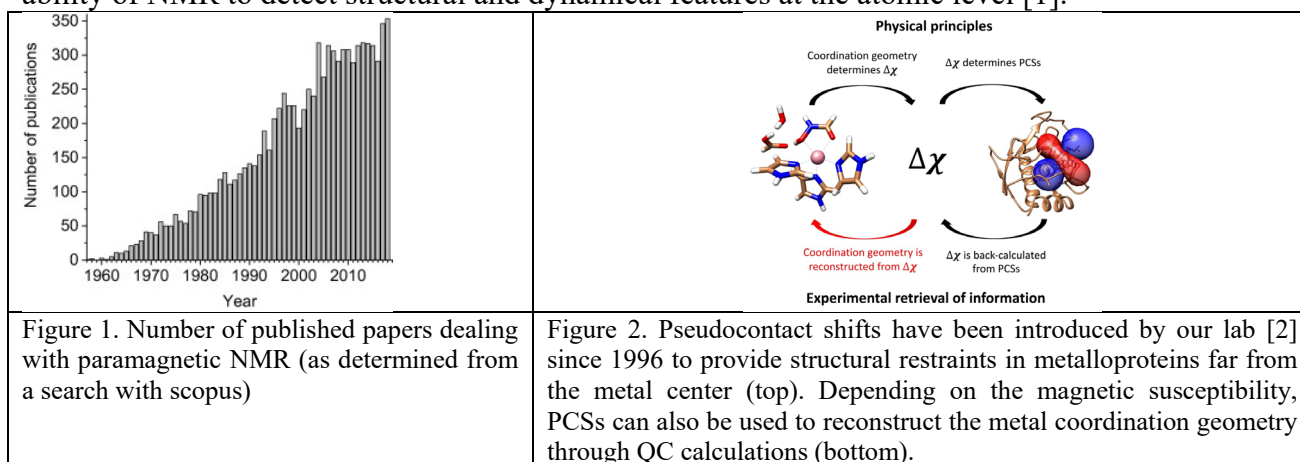 ability of NMR to detect structural and dynamical features at the atomic level [1].
350
300
250
200
150
100
50
0
Number of publications
1960 1970 1980 1990 2000 2010
Year
Physical principles
Coordination geometry
determines Δχ
Δχ determines PCSs
Δχ
Coordination geometry is
reconstructed from Δχ
Δχ is back-calculated
from PCSs
Experimental retrieval of information
Figure 1. Number of published papers dealing
with paramagnetic NMR (as determined from
a search with scopus)
Figure 2. Pseudocontact shifts have been introduced by our lab [2]
since 1996 to provide structural restraints in metalloproteins far from
the metal center (top). Depending on the magnetic susceptibility,
PCSs can also be used to reconstruct the metal coordination geometry
through QC calculations (bottom).